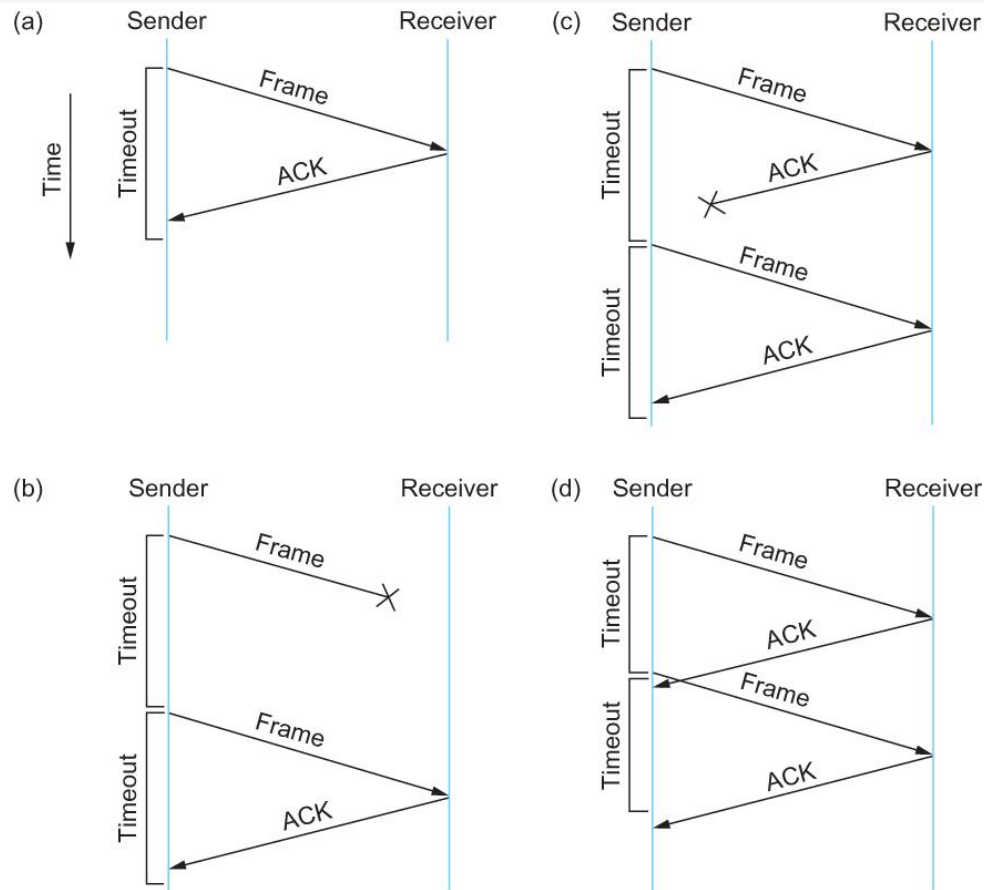 (a)
Sender
Receiver
Time
Timeout
Frame
ACK
(c)
Sender
Receiver
Timeout
Frame
ACK
Timeout
Frame
ACK
(b)
Sender
Receiver
Timeout
Frame
Timeout
Frame
ACK
(d)
Sender
Receiver
Timeout
Frame
ACK
Timeout
Frame
ACK